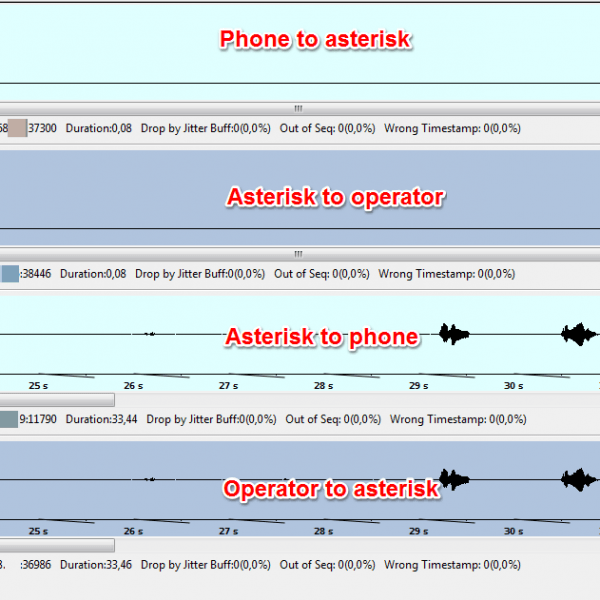 Phone to asterisk
68 37300 Duration:0,08 Drop by Jitter Buff:0(0,0%) Out of Seq: 0(0,0%) Wrong Timestamp: 0(0,0%)
Asterisk to operator
:38446 Duration:0,08 Drop by Jitter Buff:0(0,0%) Out of Seq: 0(0,0%) Wrong Timestamp: 0(0,0%)
Asterisk to phone
25 s 26 s 27 s 28 s 29 s 30 s
9:11790 Duration:33,44 Drop by Jitter Buff:0(0,0%) Out of Seq: 0(0,0%) Wrong Timestamp: 0(0,0%)
Operator to asterisk
25 s 26 s 27 s 28 s 29 s 30 s
3. :36986 Duration:33,46 Drop by Jitter Buff:0(0,0%) Out of Seq: 0(0,0%) Wrong Timestamp: 0(0,0%)